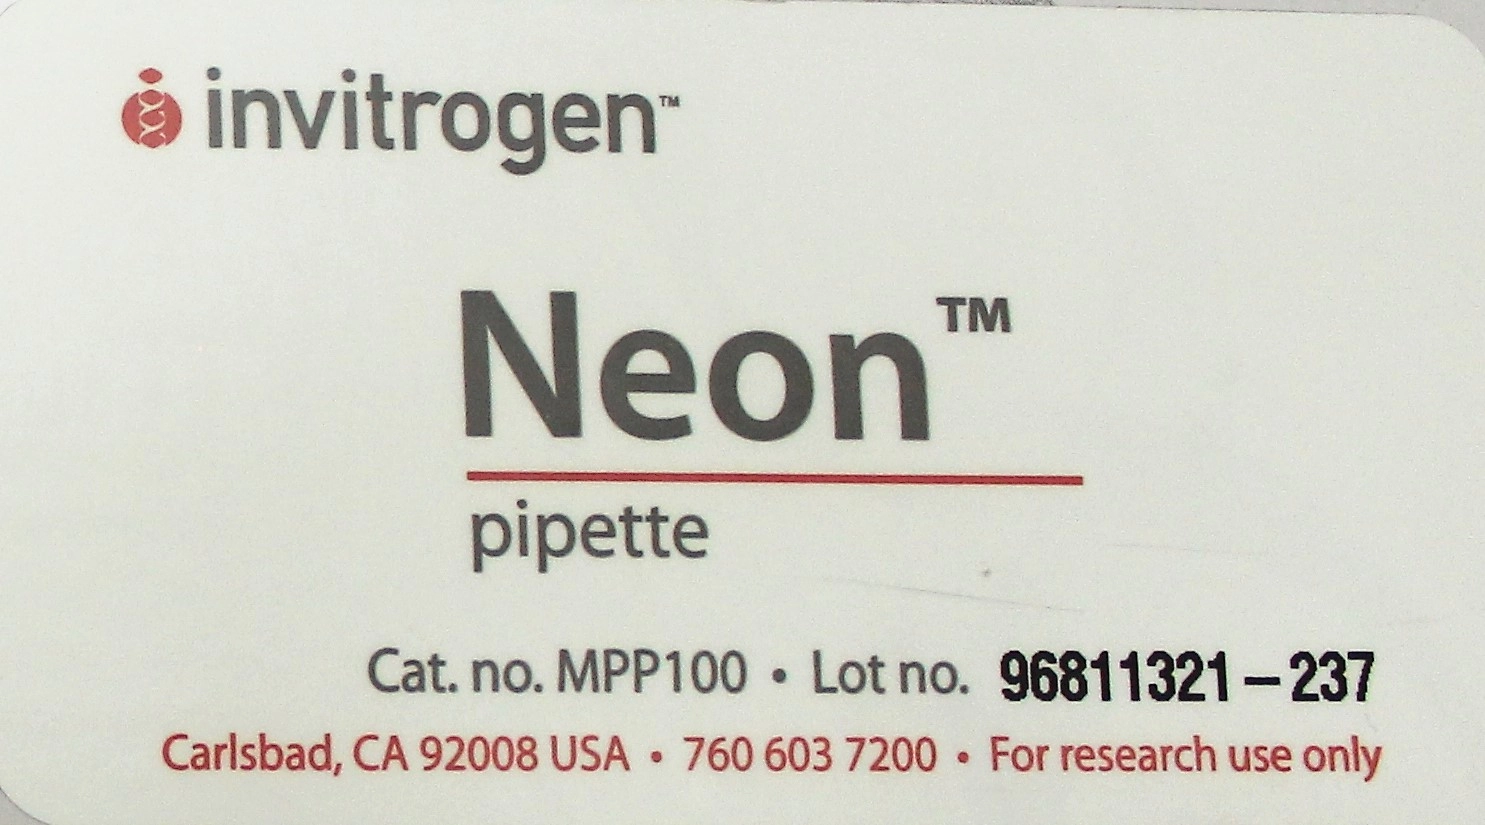 invitrogen™
Neon™
pipette
Cat. no. MPP100 • Lot no. 96811321-237
Carlsbad, CA 92008 USA • 760 603 7200 • For research use only